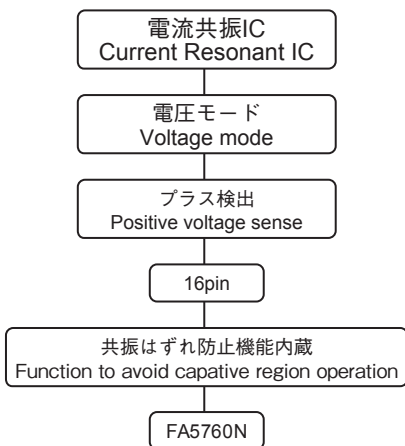 電流共振IC
Current Resonant IC
電圧モード
Voltage mode
プラス検出
Positive voltage sense
16pin
共振はずれ防止機能内蔵
Function to avoid capative region operation
FA5760N